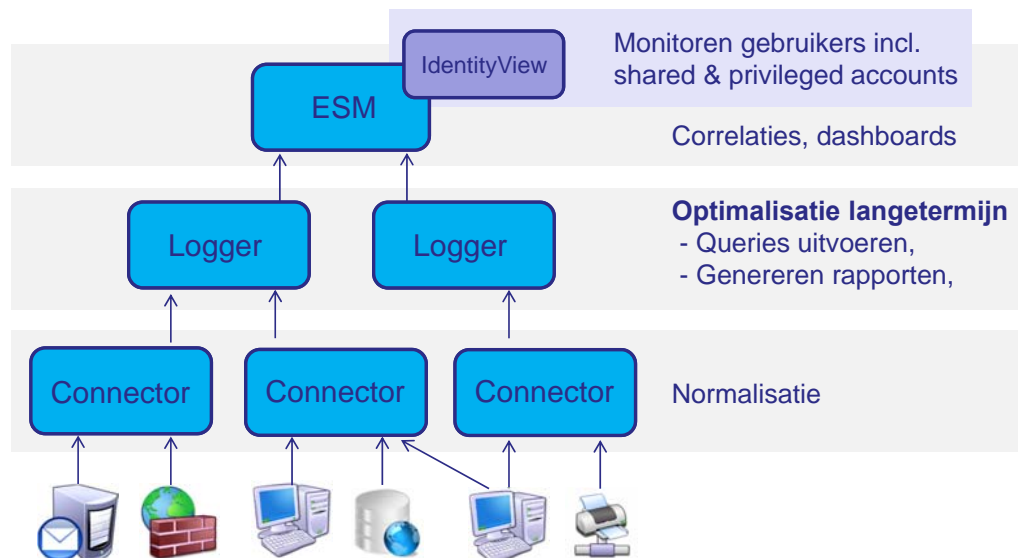 IdentityView
Monitoren gebruikers incl.
shared & privileged accounts
ESM
Correlaties, dashboards
Logger
Logger
Optimalisatie langetermijn
- Queries uitvoeren,
- Genereren rapporten,
Connector
Connector
Connector
Normalisatie